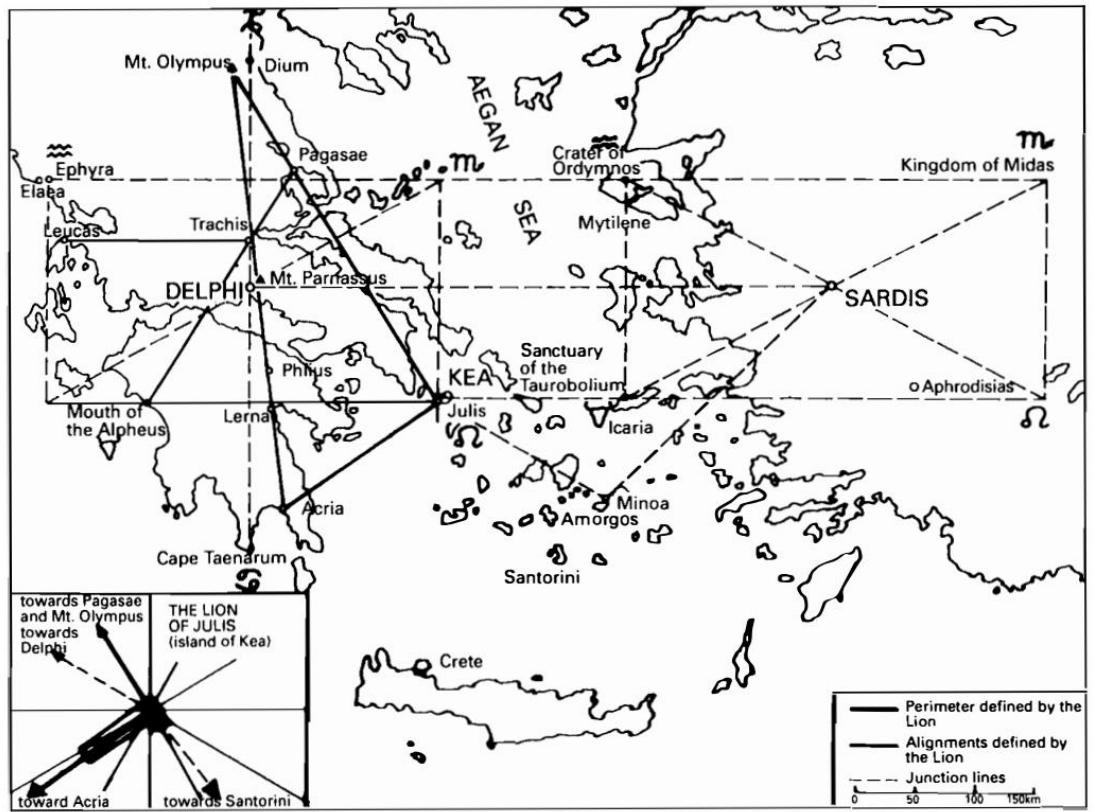 Mt. Olympus
Dium
AEGAN
SEA
Pagasae
Crater of
Ordymnos
Kingdom of Midas
Ephyra
Elaea
Mytilene
Leucas
Trachis
Mt. Parnassus
DELPHI
SARDIS
Sanctuary
of the
Taurobolium
Phlius
KEA
Aphrodisias
Mouth of
the Alpheus
Lerna
Julis
Icaria
Acria
Minoa
Amorgos
Cape Taenarum
Santorini
towards Pagasae
and Mt. Olympus
towards
Delphi
THE LION
OF JULIS
(island of Kea)
toward Acria
towards Santorini
Crete
Perimeter defined by the
Lion
Alignments defined by
the Lion
Junction lines
0 50 100 150km